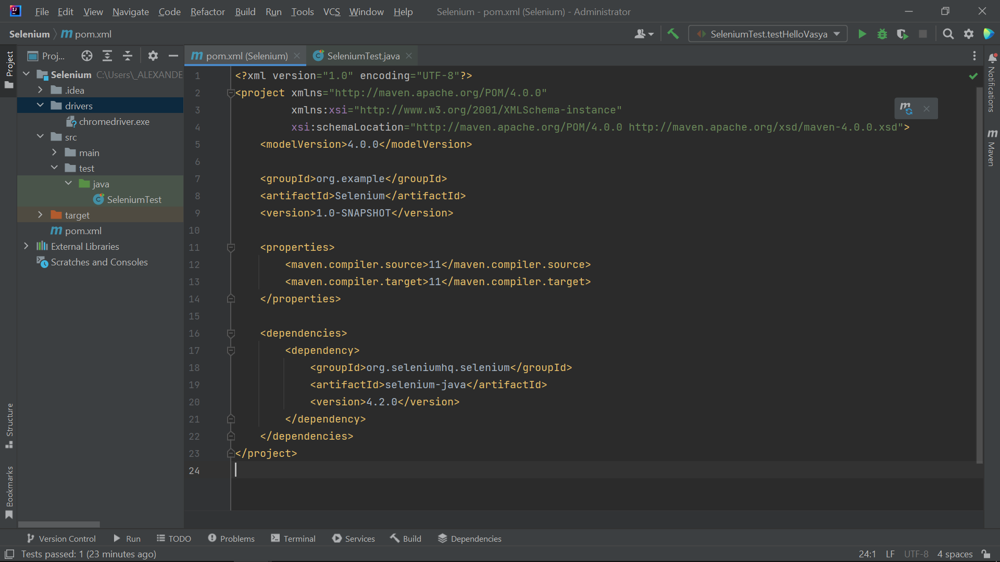 File Edit View Navigate Code Refactor Build Run Tools VCS Window Help Selenium - pom.xml (Selenium) - Administrator
Selenium pom.xml SeleniumTest.testHelloVasya
Project
Proj...
Selenium C:\Users\_ALEXANDE
.idea
drivers
chromedriver.exe
src
main
test
java
SeleniumTest
target
pom.xml
External Libraries
Scratches and Consoles
Structure
Bookmarks
pom.xml (Selenium) SeleniumTest.java
1 <?xml version="1.0" encoding="UTF-8"?>
2 <project xmlns="http://maven.apache.org/POM/4.0.0"
3 xmlns:xsi="http://www.w3.org/2001/XMLSchema-instance"
4 xsi:schemaLocation="http://maven.apache.org/POM/4.0.0 http://maven.apache.org/xsd/maven-4.0.0.xsd">
5 <modelVersion>4.0.0</modelVersion>
6
7 <groupId>org.example</groupId>
8 <artifactId>Selenium</artifactId>
9 <version>1.0-SNAPSHOT</version>
10
11 <properties>
12 <maven.compiler.source>11</maven.compiler.source>
13 <maven.compiler.target>11</maven.compiler.target>
14 </properties>
15
16 <dependencies>
17 <dependency>
18 <groupId>org.seleniumhq.selenium</groupId>
19 <artifactId>selenium-java</artifactId>
20 <version>4.2.0</version>
21 </dependency>
22 </dependencies>
23 </project>
24
Notifications
Maven
Version Control Run TODO Problems Terminal Services Build Dependencies
Tests passed: 1 (23 minutes ago) 24:1 LF UTF-8 4 spaces